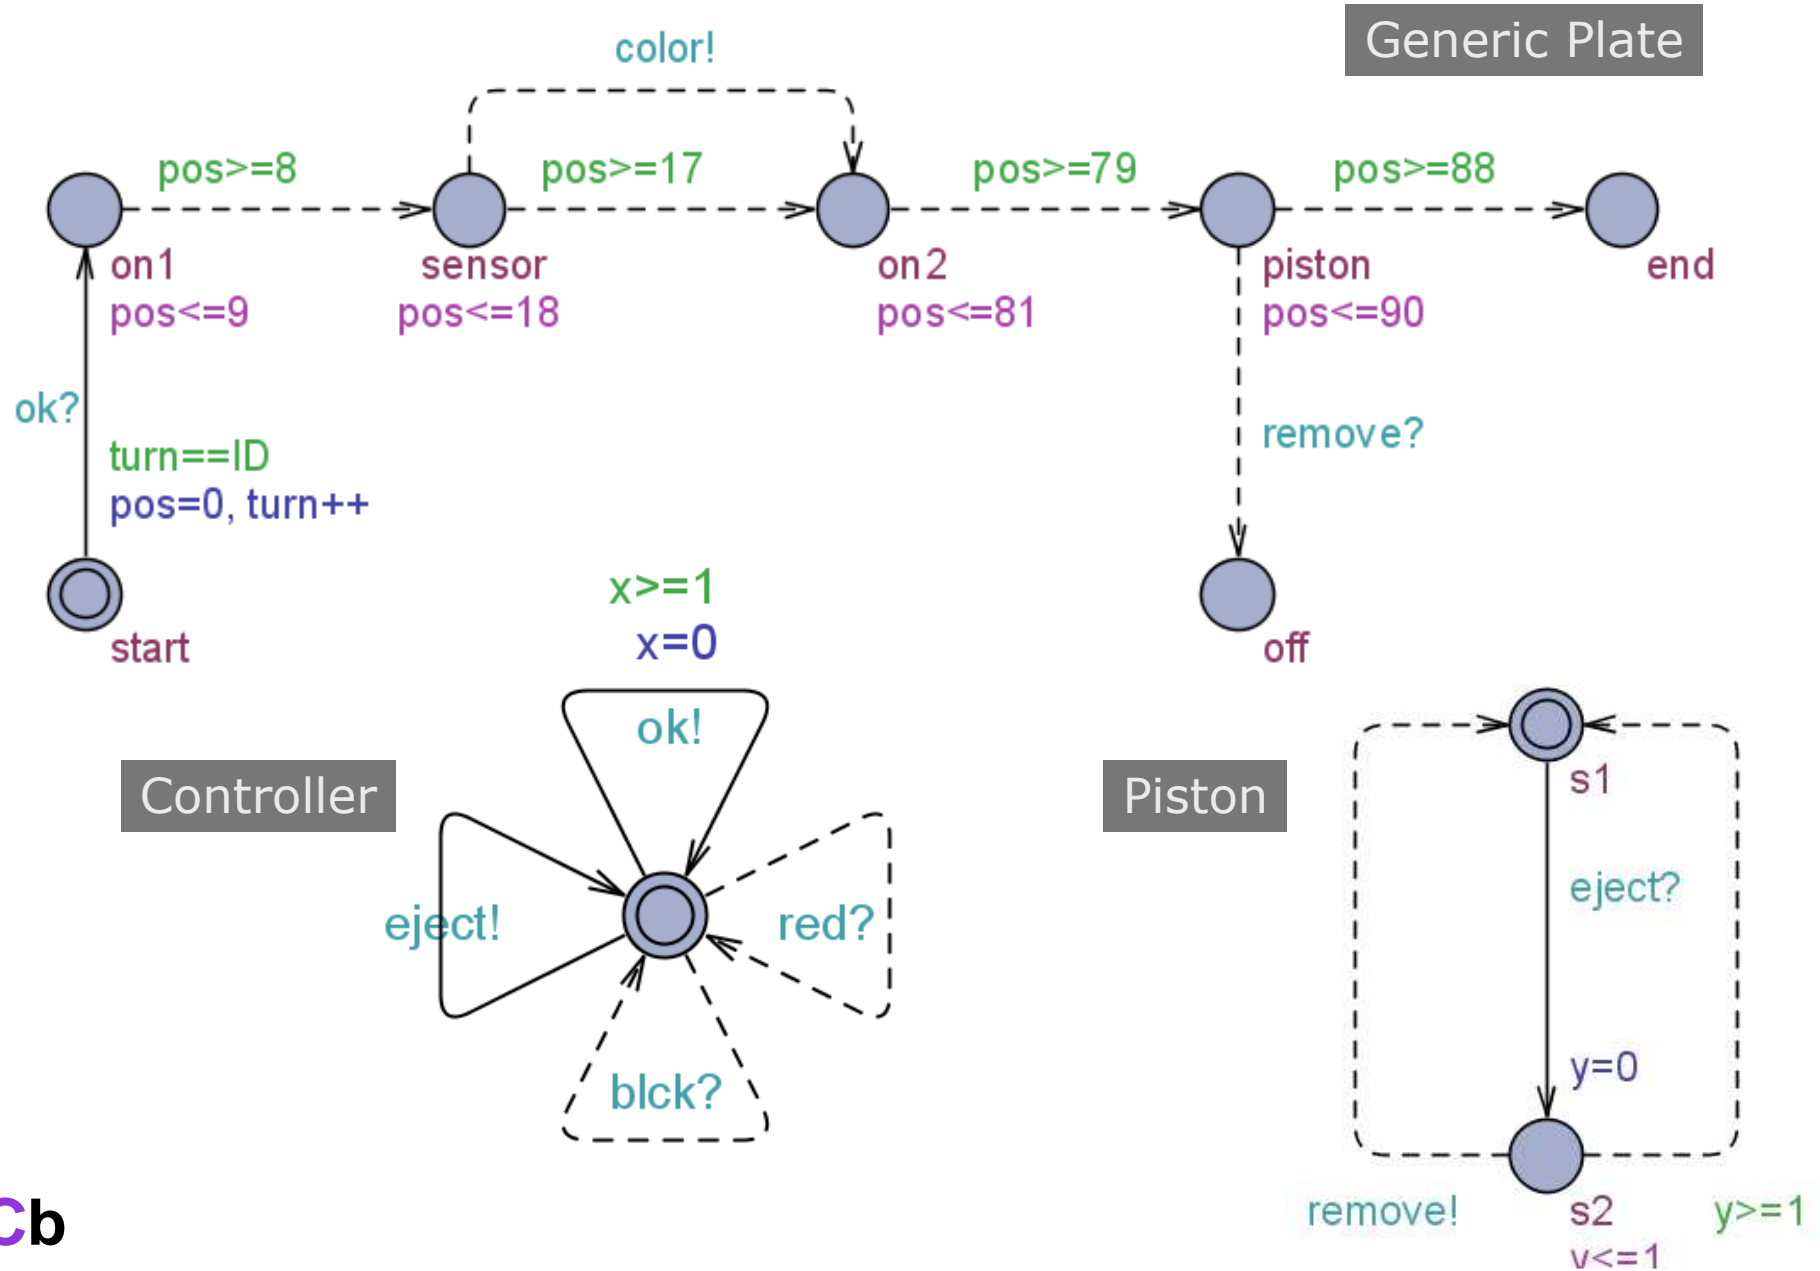 Generic Plate
color!
pos>=8
pos>=17
pos>=79
pos>=88
on1
pos<=9
sensor
pos<=18
on2
pos<=81
piston
pos<=90
end
ok?
turn==ID
pos=0, turn++
start
remove?
off
Controller
x>=1
x=0
ok!
eject!
red?
blck?
Piston
s1
eject?
y=0
remove!
s2
y<=1
y>=1
Cb